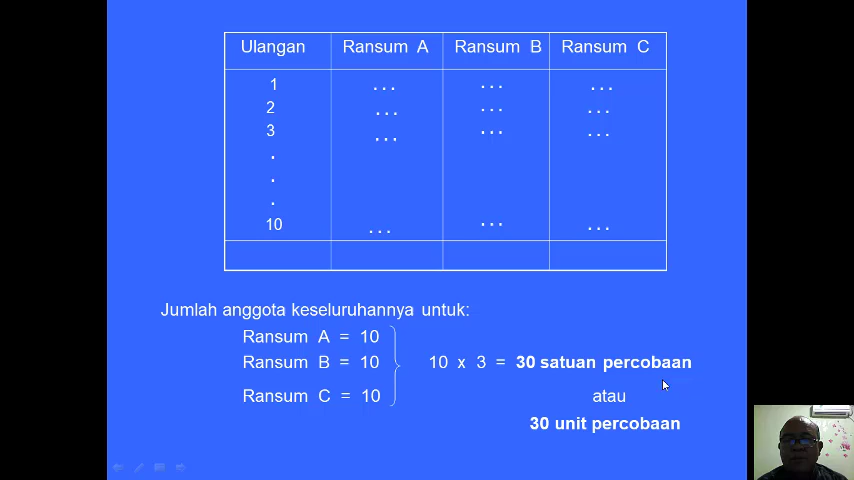 Ulangan Ransum A Ransum B Ransum C
1 ... ... ...
2 ... ... ...
3 ... ... ...
.
.
.
10 ... ... ...
Jumlah anggota keseluruhannya untuk:
Ransum A = 10
Ransum B = 10 10 x 3 = 30 satuan percobaan
Ransum C = 10 atau
30 unit percobaan